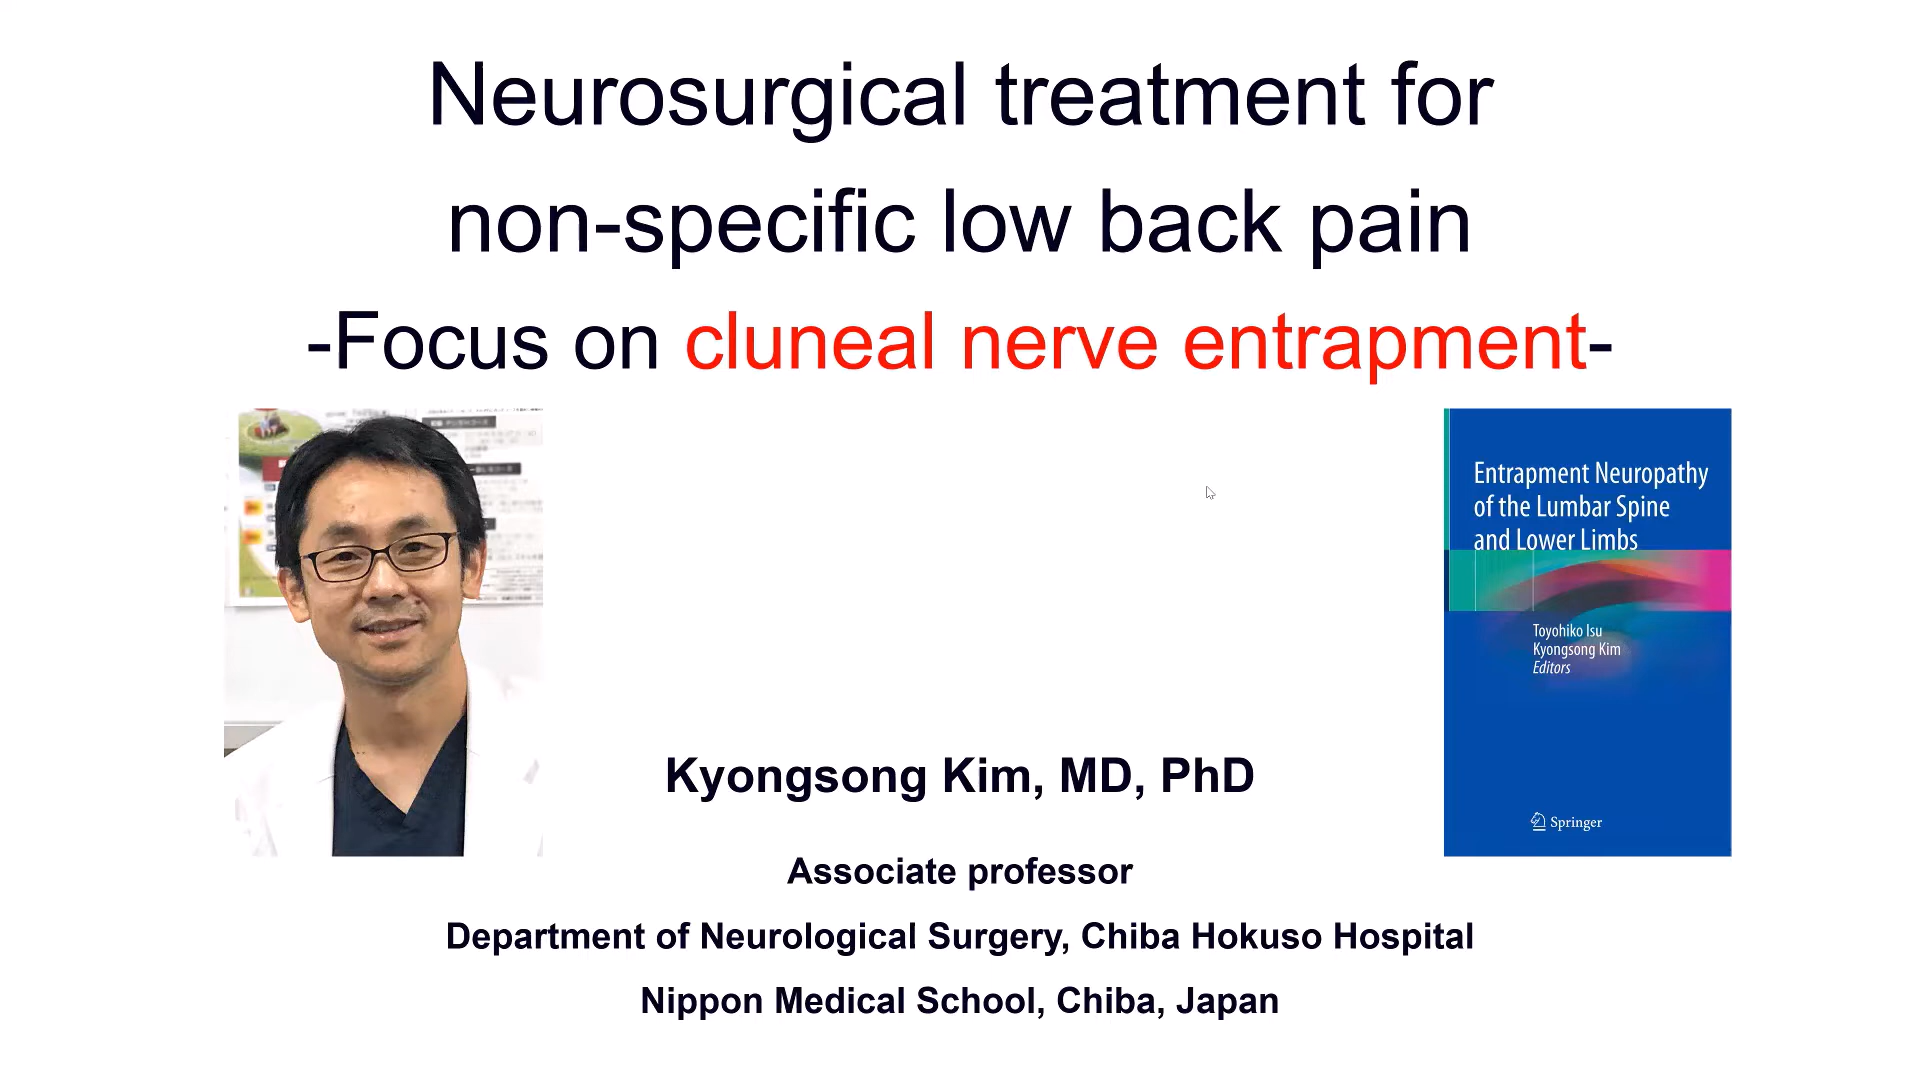 Neurosurgical treatment for
non-specific low back pain
-Focus on cluneal nerve entrapment-
Entrapment Neuropathy
of the Lumbar Spine
and Lower Limbs
Toyohiko Isu
Kyongsong Kim
Editors
Springer
Kyongsong Kim, MD, PhD
Associate professor
Department of Neurological Surgery, Chiba Hokuso Hospital
Nippon Medical School, Chiba, Japan